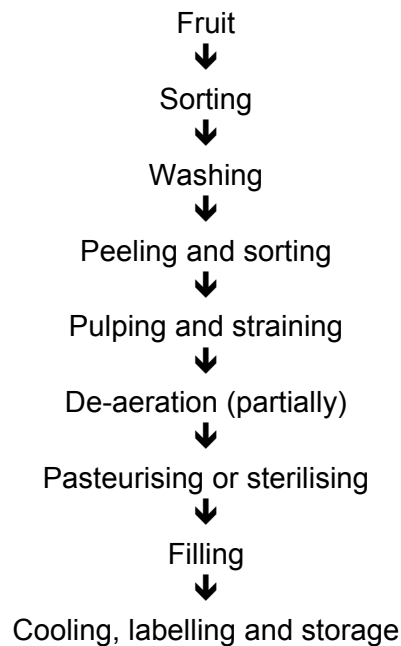 Fruit
Sorting
Washing
Peeling and sorting
Pulping and straining
De-aeration (partially)
Pasteurising or sterilising
Filling
Cooling, labelling and storage